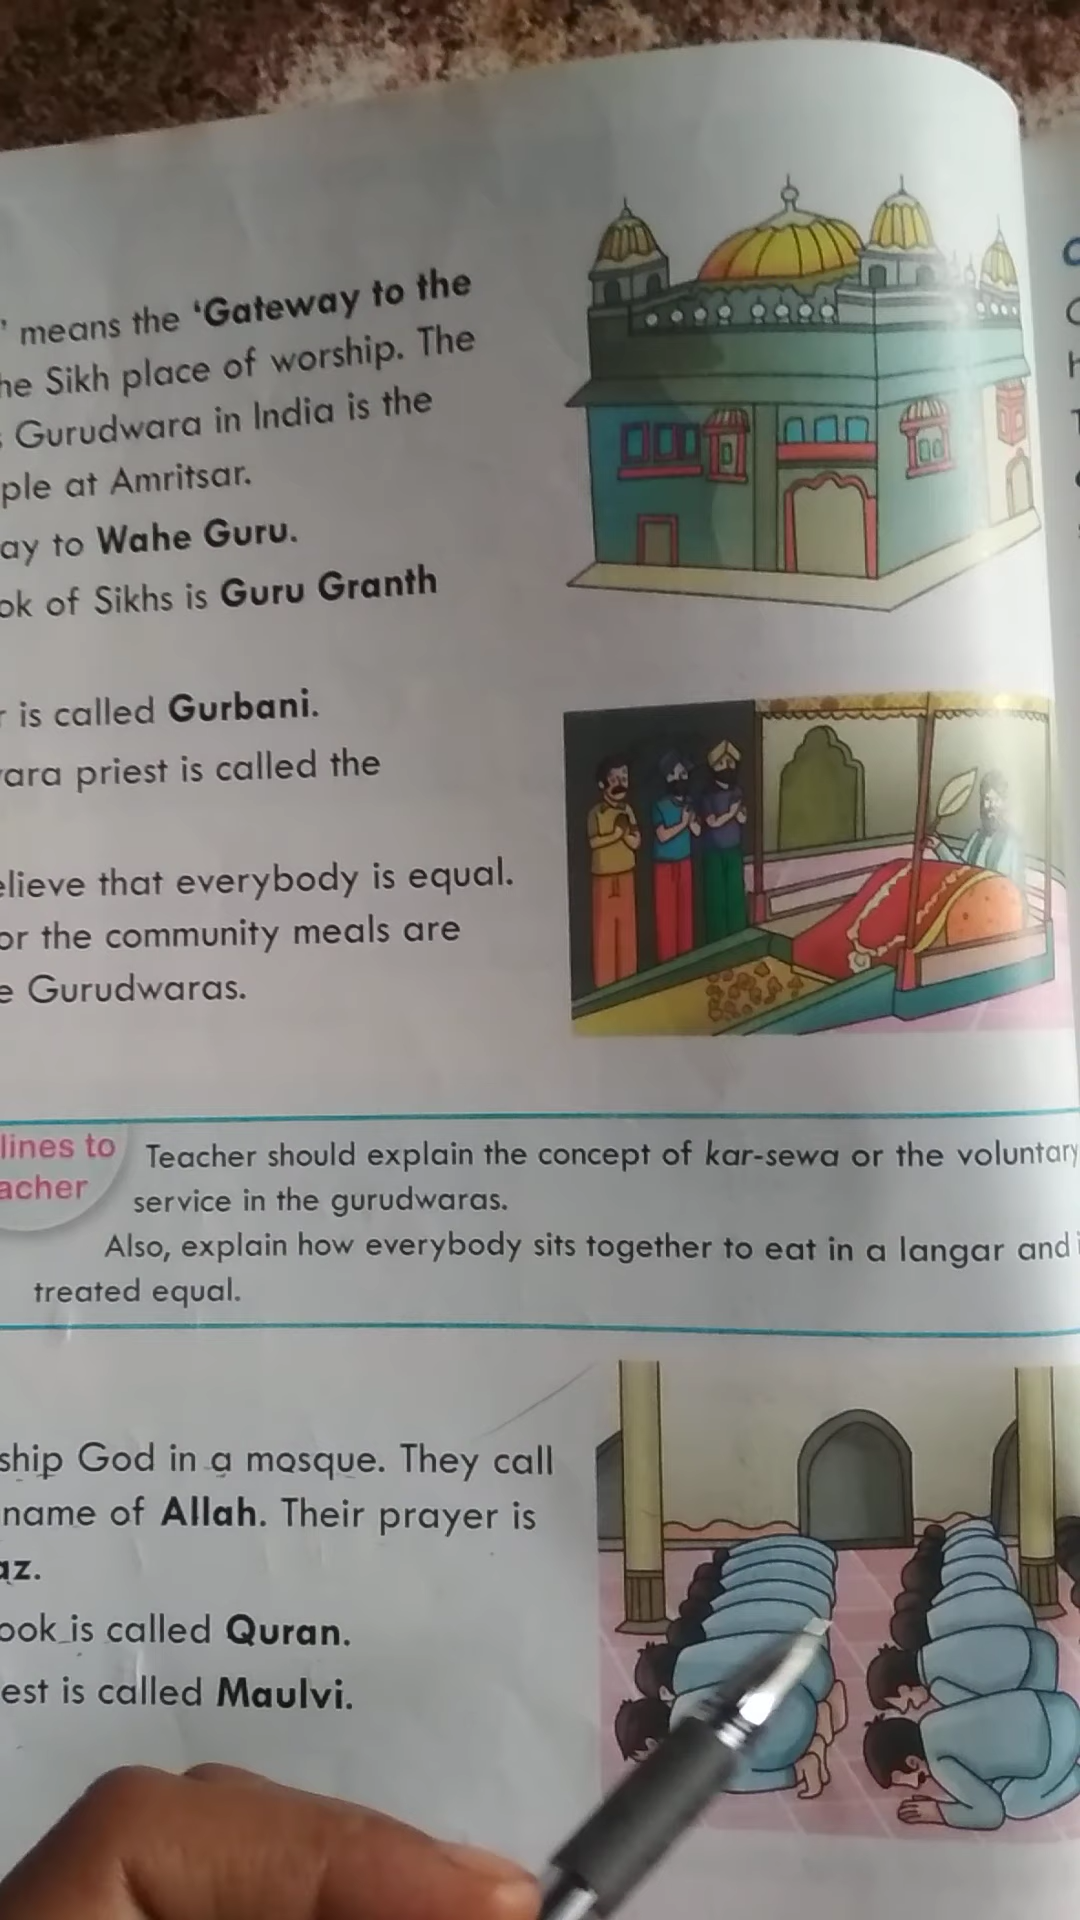 ' means the 'Gateway to the
he Sikh place of worship. The
Gurudwara in India is the
ple at Amritsar.
ay to Wahe Guru.
ok of Sikhs is Guru Granth
r is called Gurbani.
ara priest is called the
elieve that everybody is equal.
or the community meals are
e Gurudwaras.
lines to
acher
Teacher should explain the concept of kar-sewa or the voluntary
service in the gurudwaras.
Also, explain how everybody sits together to eat in a langar and i
treated equal.
ship God in a mosque. They call
name of Allah. Their prayer is
az.
ook is called Quran.
est is called Maulvi.